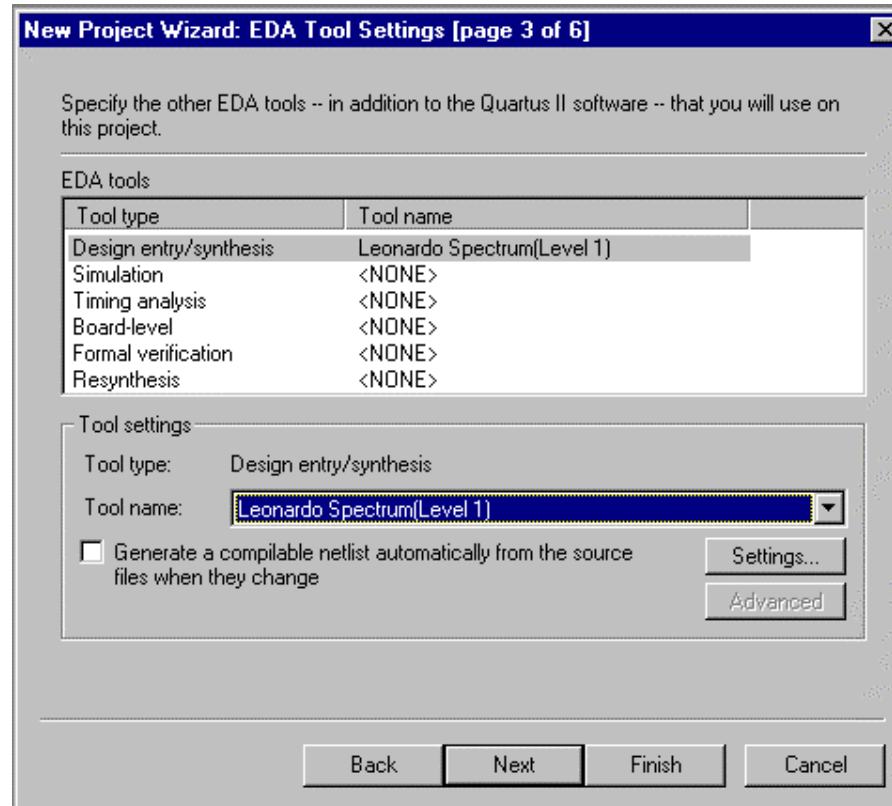 New Project Wizard: EDA Tool Settings [page 3 of 6]
Specify the other EDA tools -- in addition to the Quartus II software -- that you will use on
this project.
EDA tools
Tool type Tool name
Design entry/synthesis Leonardo Spectrum(Level 1)
Simulation <NONE>
Timing analysis <NONE>
Board-level <NONE>
Formal verification <NONE>
Resynthesis <NONE>
Tool settings
Tool type: Design entry/synthesis
Tool name: Leonardo Spectrum(Level 1)
Generate a compilable netlist automatically from the source
files when they change
Settings...
Advanced
Back Next Finish Cancel